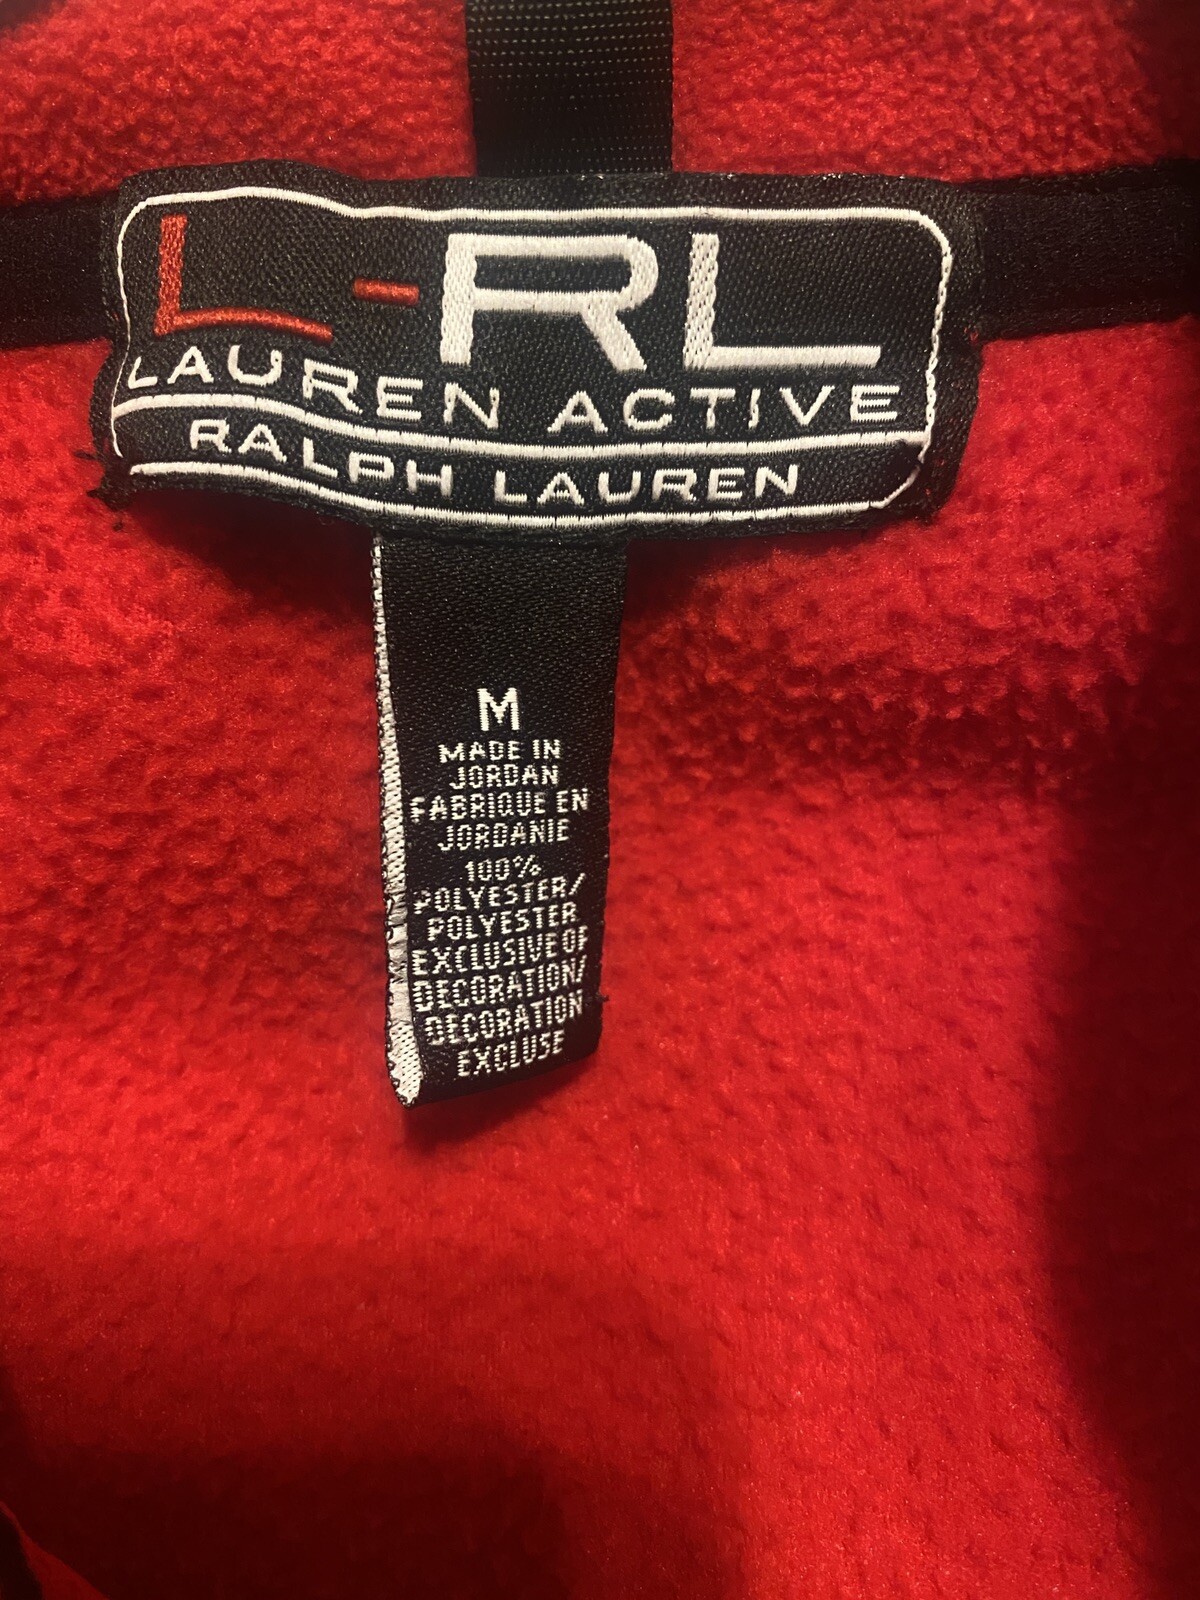 L-RL
LAUREN ACTIVE
RALPH LAUREN
M
MADE IN
JORDAN
FABRIQUE EN
JORDANIE
100%
POLYESTER/
POLYESTER
EXCLUSIVE OF
DECORATION/
DECORATION
EXCLUSE